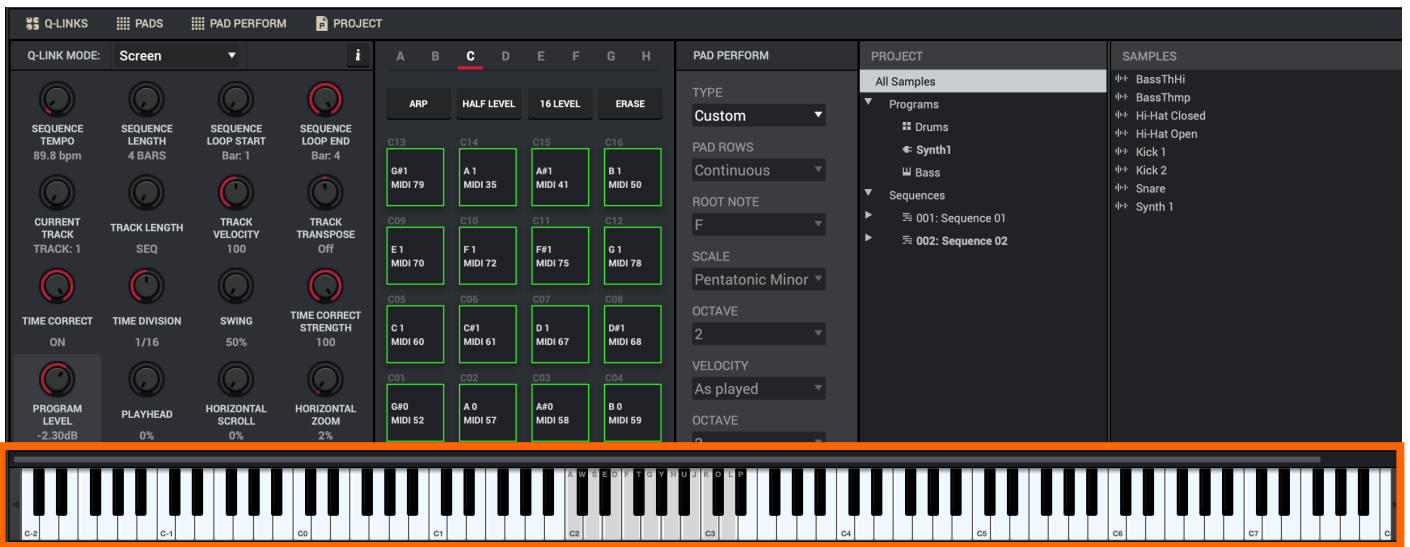 Q-LINKS PADS PAD PERFORM PROJECT
Q-LINK MODE: Screen i
SEQUENCE TEMPO 89.8 bpm
SEQUENCE LENGTH 4 BARS
SEQUENCE LOOP START Bar: 1
SEQUENCE LOOP END Bar: 4
CURRENT TRACK TRACK: 1
TRACK LENGTH SEQ
TRACK VELOCITY 100
TRACK TRANSPOSE Off
TIME CORRECT ON
TIME DIVISION 1/16
SWING 50%
TIME CORRECT STRENGTH 100
PROGRAM LEVEL -2.30dB
PLAYHEAD 0%
HORIZONTAL SCROLL 0%
HORIZONTAL ZOOM 2%
A B C D E F G H
ARP HALF LEVEL 16 LEVEL ERASE
C13 C14 C15 C16
G#1 A 1 A#1 B 1
MIDI 79 MIDI 35 MIDI 41 MIDI 50
C09 C10 C11 C12
E 1 F 1 F#1 G 1
MIDI 70 MIDI 72 MIDI 75 MIDI 78
C05 C06 C07 C08
C 1 C#1 D 1 D#1
MIDI 60 MIDI 61 MIDI 67 MIDI 68
C01 C02 C03 C04
G#0 A 0 A#0 B 0
MIDI 52 MIDI 57 MIDI 58 MIDI 59
PAD PERFORM
TYPE
Custom
PAD ROWS
Continuous
ROOT NOTE
F
SCALE
Pentatonic Minor
OCTAVE
2
VELOCITY
As played
OCTAVE
PROJECT
All Samples
Programs
Drums
Synth1
Bass
Sequences
001: Sequence 01
002: Sequence 02
SAMPLES
BassThHi
BassThmp
Hi-Hat Closed
Hi-Hat Open
Kick 1
Kick 2
Snare
Synth 1
A W S E D F T G Y H U J K O L P
C-2 C-1 C0 C1 C2 C3 C4 C5 C6 C7